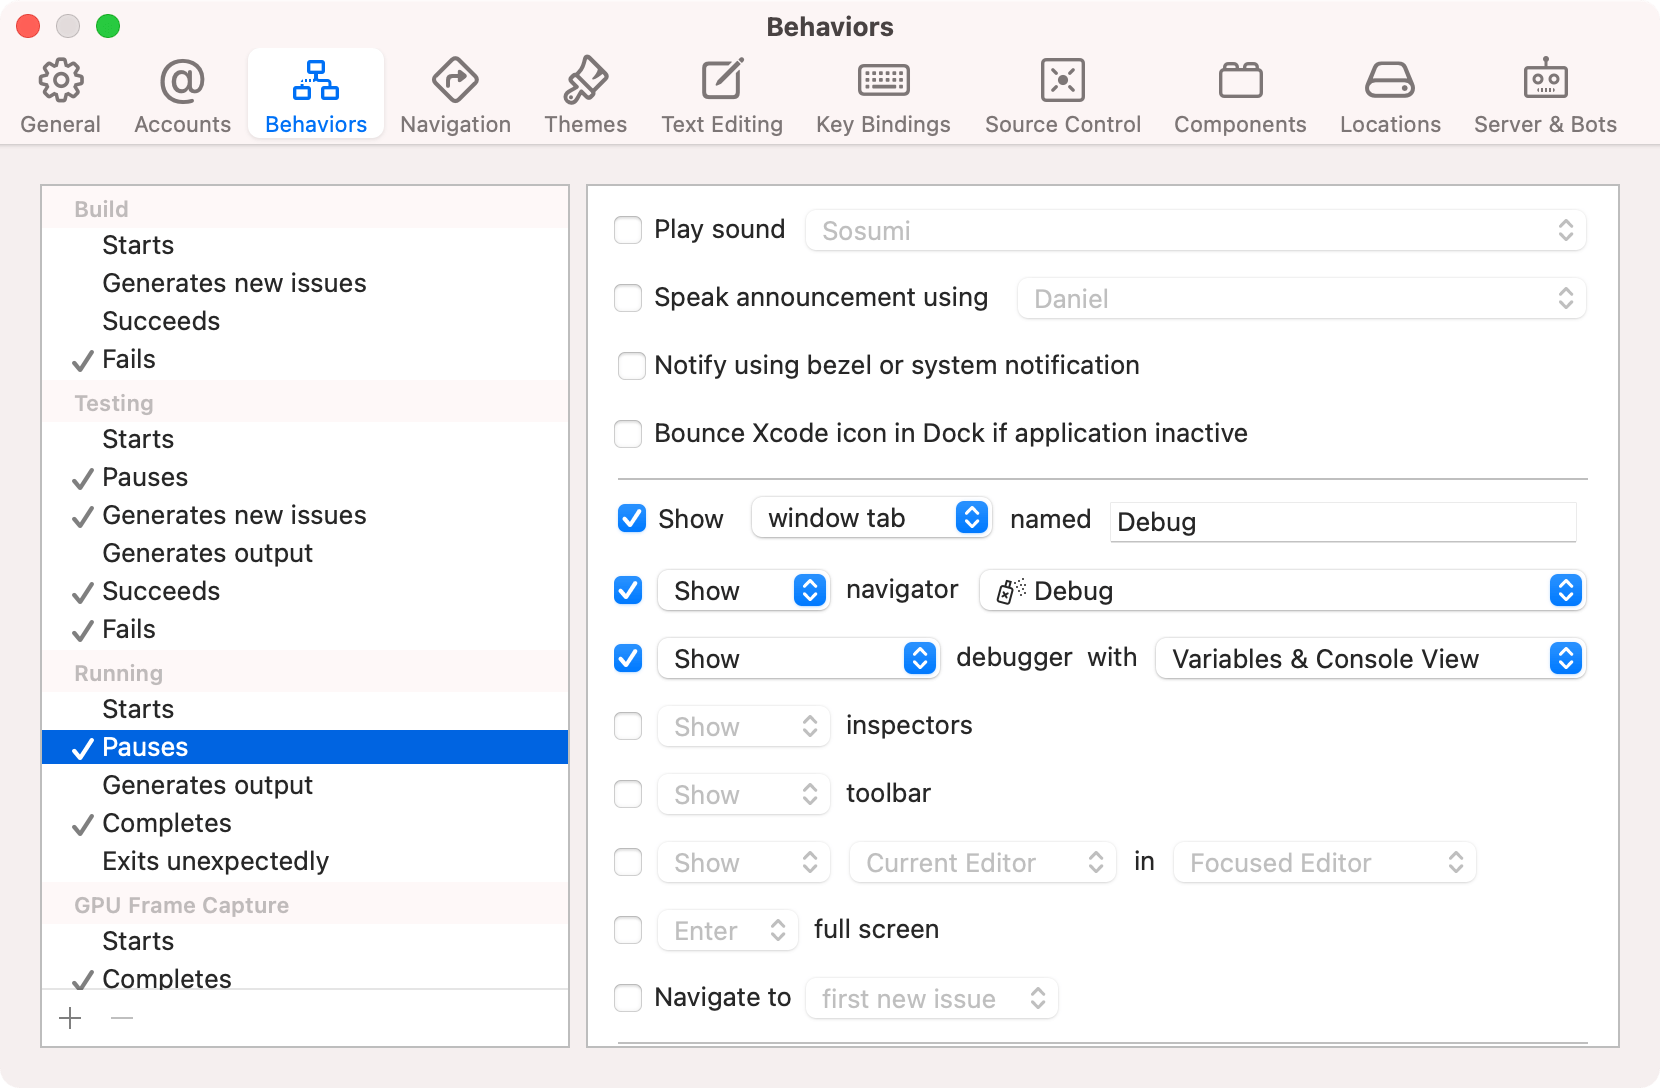 Behaviors
General Accounts Behaviors Navigation Themes Text Editing Key Bindings Source Control Components Locations Server & Bots
Build
Starts
Generates new issues
Succeeds
Fails
Testing
Starts
Pauses
Generates new issues
Generates output
Succeeds
Fails
Running
Starts
Pauses
Generates output
Completes
Exits unexpectedly
GPU Frame Capture
Starts
Completes
Play sound Sosumi
Speak announcement using Daniel
Notify using bezel or system notification
Bounce Xcode icon in Dock if application inactive
Show window tab named Debug
Show navigator Debug
Show debugger with Variables & Console View
Show inspectors
Show toolbar
Show Current Editor in Focused Editor
Enter full screen
Navigate to first new issue